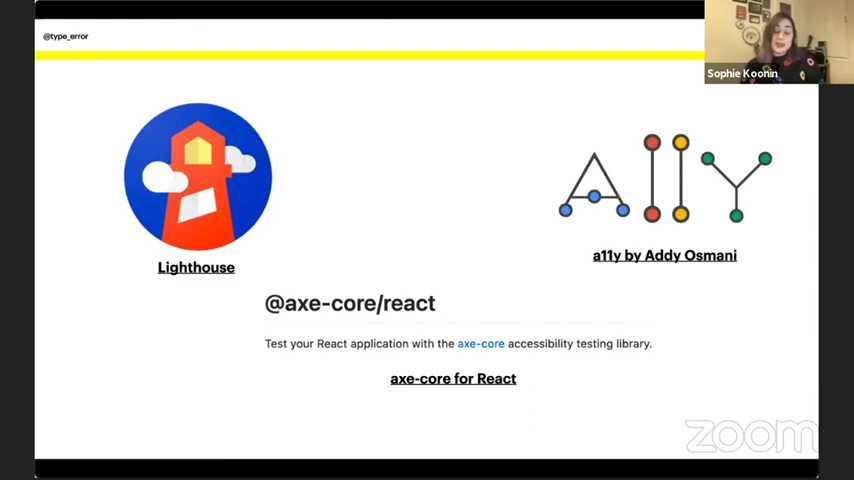 @type_error
Sophie Koonin
A11Y
Lighthouse
a11y by Addy Osmani
@axe-core/react
Test your React application with the axe-core accessibility testing library.
axe-core for React
zoom